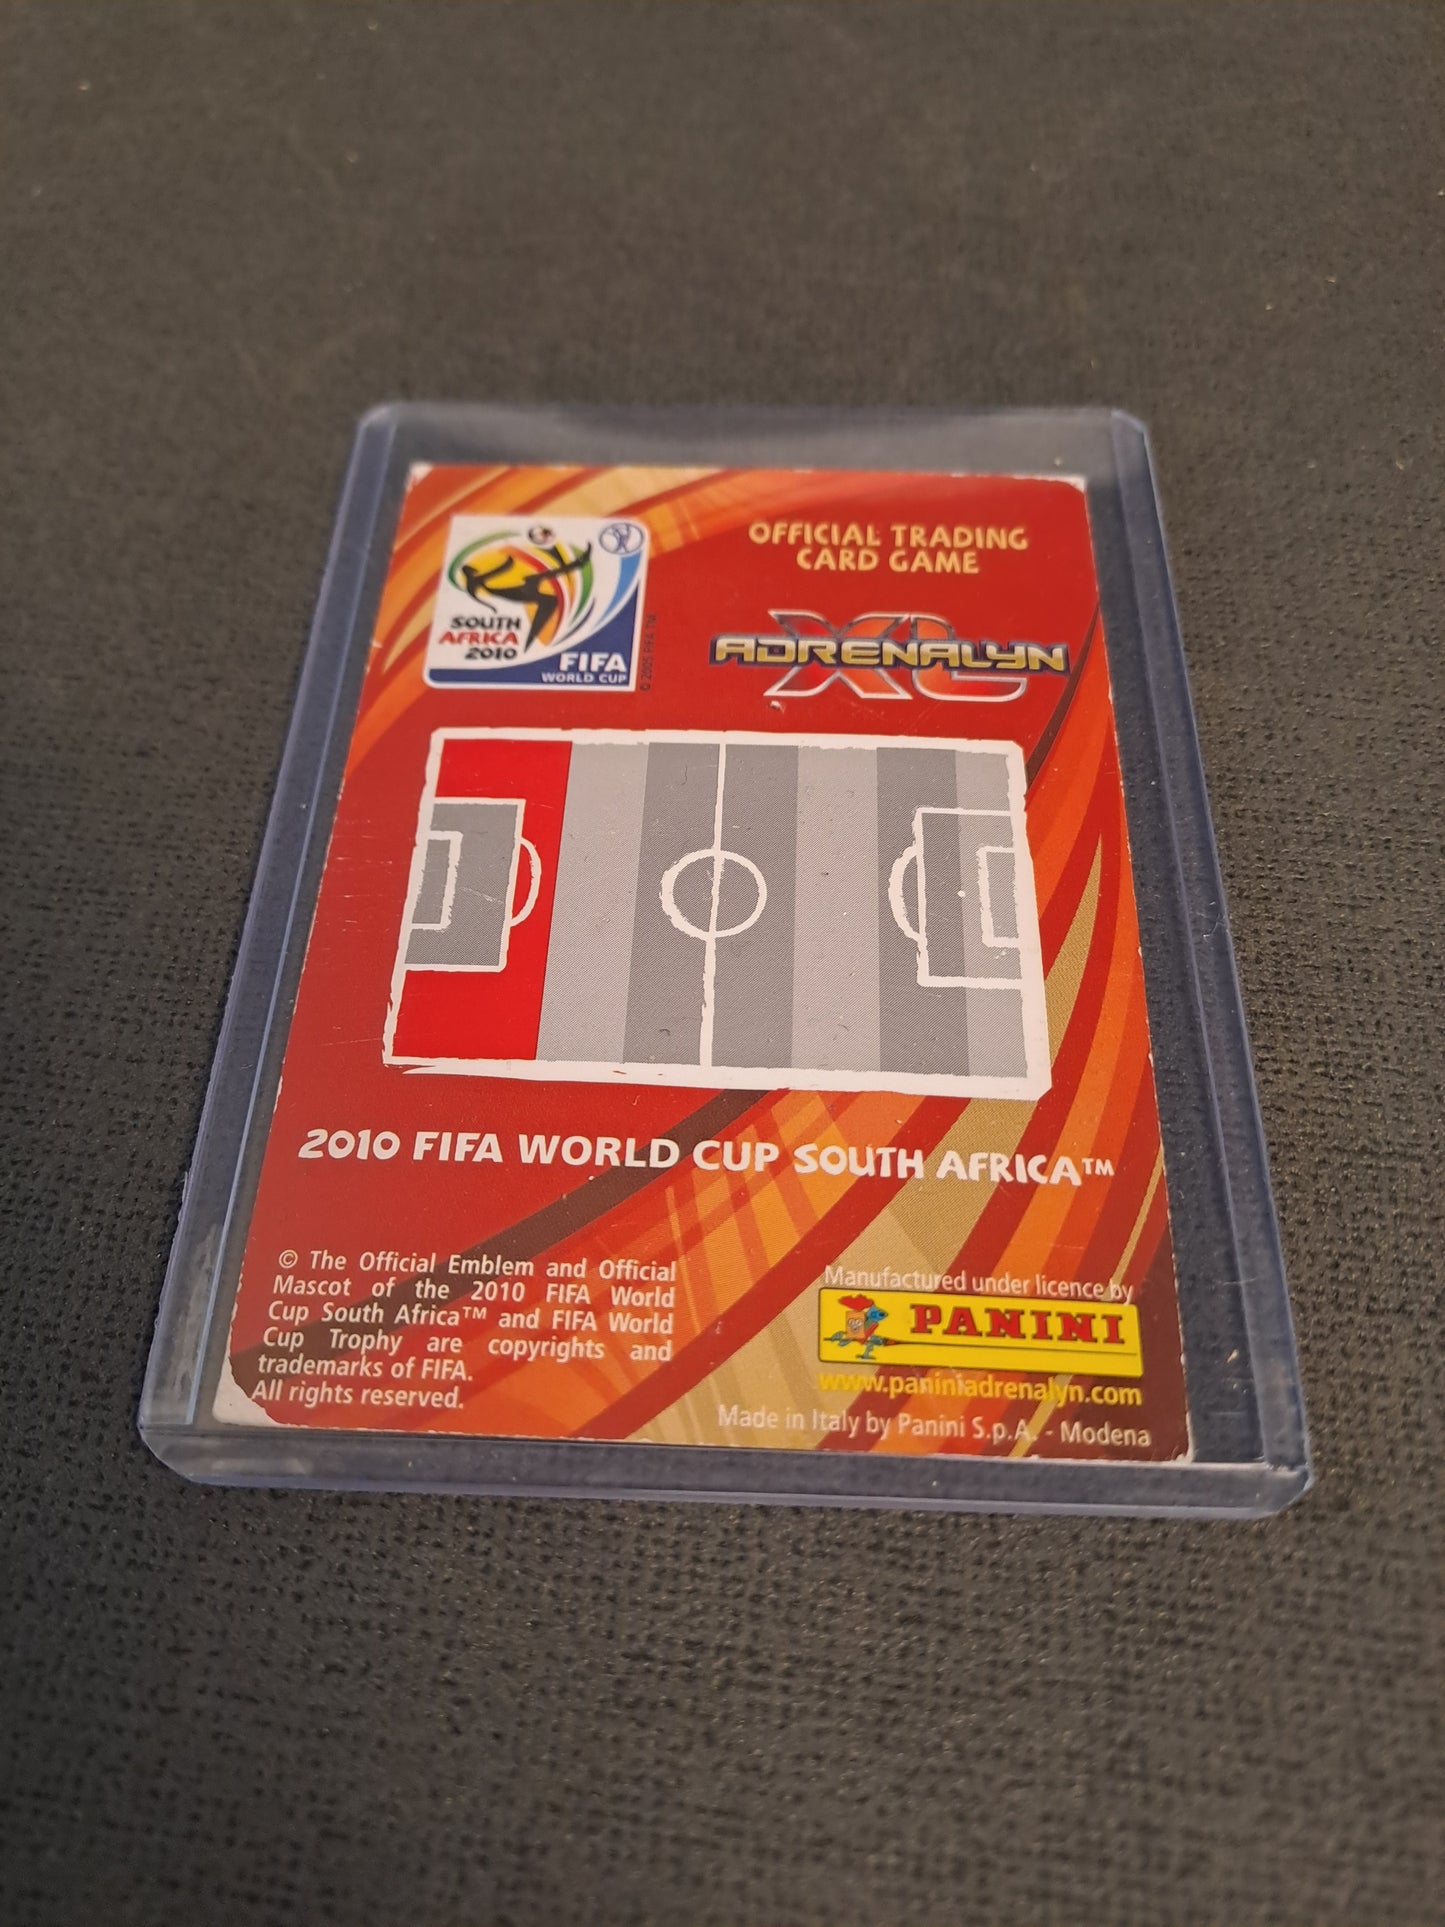 SOUTH
AFRICA
2010
FIFA
WORLD CUP
© 2005 FIFA TM
OFFICIAL TRADING
CARD GAME
ADRENALYN
XL
2010 FIFA WORLD CUP SOUTH AFRICA™
© The Official Emblem and Official
Mascot of the 2010 FIFA World
Cup South Africa™ and FIFA World
Cup Trophy are copyrights and
trademarks of FIFA.
All rights reserved.
Manufactured under licence by
PANINI
www.paniniadrenalyn.com
Made in Italy by Panini S.p.A. - Modena